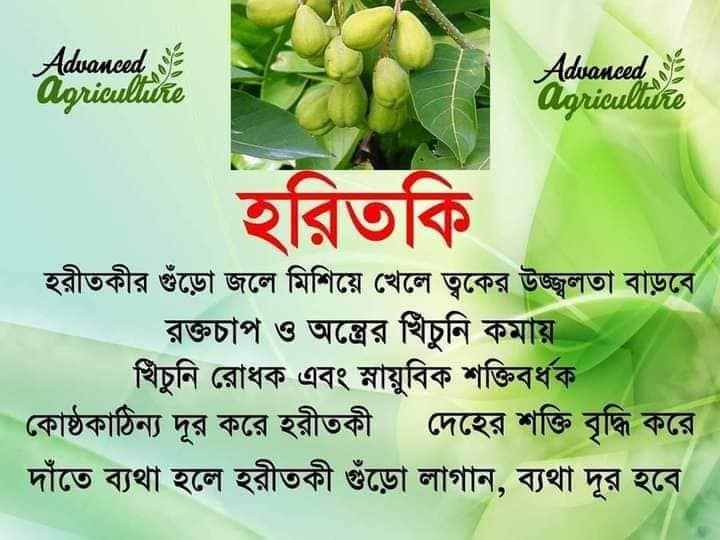 Advanced Agriculture
Advanced Agriculture
হরিতকি
হরীতকীর গুঁড়ো জলে মিশিয়ে খেলে ত্বকের উজ্জ্বলতা বাড়বে
রক্তচাপ ও অন্ত্রের খিঁচুনি কমায়
খিঁচুনি রোধক এবং স্নায়ুবিক শক্তিবর্ধক
কোষ্ঠকাঠিন্য দূর করে হরীতকী দেহের শক্তি বৃদ্ধি করে
দাঁতে ব্যথা হলে হরীতকী গুঁড়ো লাগান, ব্যথা দূর হবে